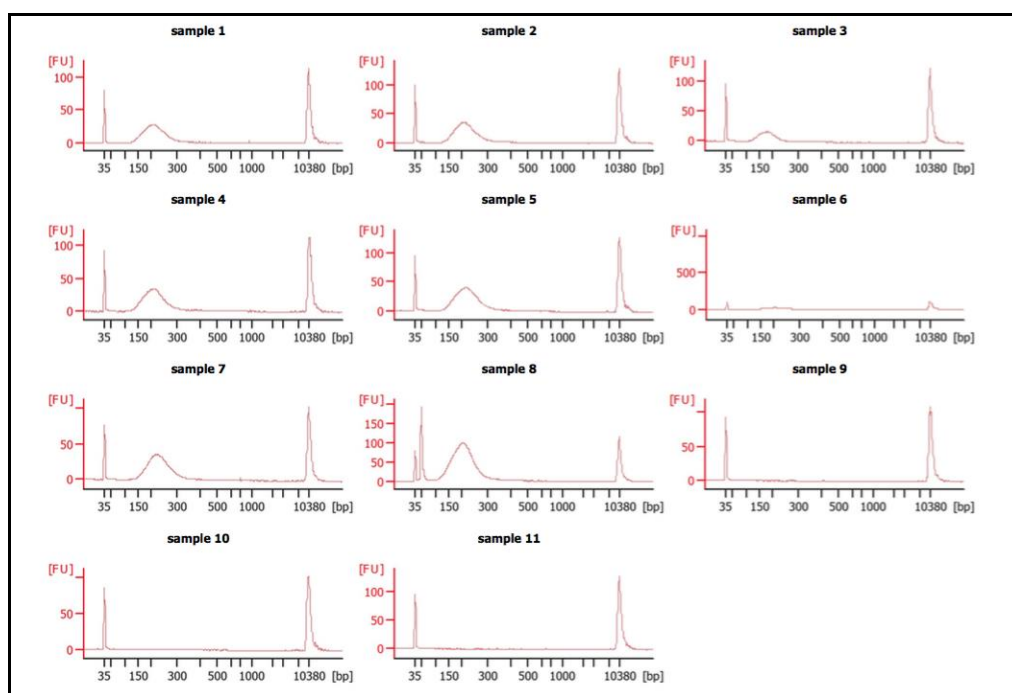 sample 1 sample 2 sample 3
[FU] [FU] [FU]
100 100 100
50 50 50
0 0 0
35 150 300 500 1000 10380 [bp] 35 150 300 500 1000 10380 [bp] 35 150 300 500 1000 10380 [bp]
sample 4 sample 5 sample 6
[FU] [FU] [FU]
100 100 500
50 50
0 0 0
35 150 300 500 1000 10380 [bp] 35 150 300 500 1000 10380 [bp] 35 150 300 500 1000 10380 [bp]
sample 7 sample 8 sample 9
[FU] [FU] [FU]
150
50 100 50
50
0 0 0
35 150 300 500 1000 10380 [bp] 35 150 300 500 1000 10380 [bp] 35 150 300 500 1000 10380 [bp]
sample 10 sample 11
[FU] [FU]
100
50 50
0 0
35 150 300 500 1000 10380 [bp] 35 150 300 500 1000 10380 [bp]